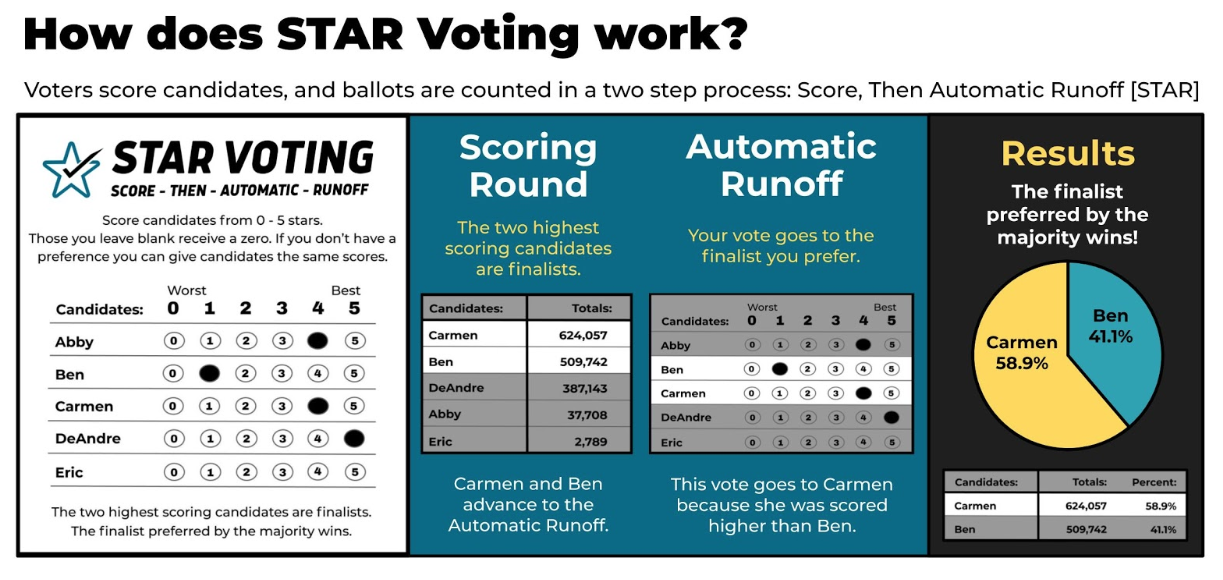 How does STAR Voting work?
Voters score candidates, and ballots are counted in a two step process: Score, Then Automatic Runoff [STAR]
STAR VOTING
SCORE - THEN - AUTOMATIC - RUNOFF
Score candidates from 0 - 5 stars.
Those you leave blank receive a zero. If you don't have a
preference you can give candidates the same scores.
Worst Best
Candidates: 0 1 2 3 4 5
Abby 0 1 2 3 5
Ben 0 2 3 4 5
Carmen 0 1 2 3 5
DeAndre 0 1 2 3 4
Eric 0 1 2 3 4 5
The two highest scoring candidates are finalists.
The finalist preferred by the majority wins.
Scoring
Round
The two highest
scoring candidates
are finalists.
Candidates: Totals:
Carmen 624,057
Ben 509,742
DeAndre 387,143
Abby 37,708
Eric 2,789
Carmen and Ben
advance to the
Automatic Runoff.
Automatic
Runoff
Your vote goes to the
finalist you prefer.
Worst Best
Candidates: 0 1 2 3 4 5
Abby 0 1 2 3 5
Ben 0 2 3 4 5
Carmen 0 1 2 3 5
DeAndre 0 1 2 3 4
Eric 0 1 2 3 4 5
This vote goes to Carmen
because she was scored
higher than Ben.
Results
The finalist
preferred by the
majority wins!
Ben
41.1%
Carmen
58.9%
Candidates: Totals: Percent:
Carmen 624,057 58.9%
Ben 509,742 41.1%